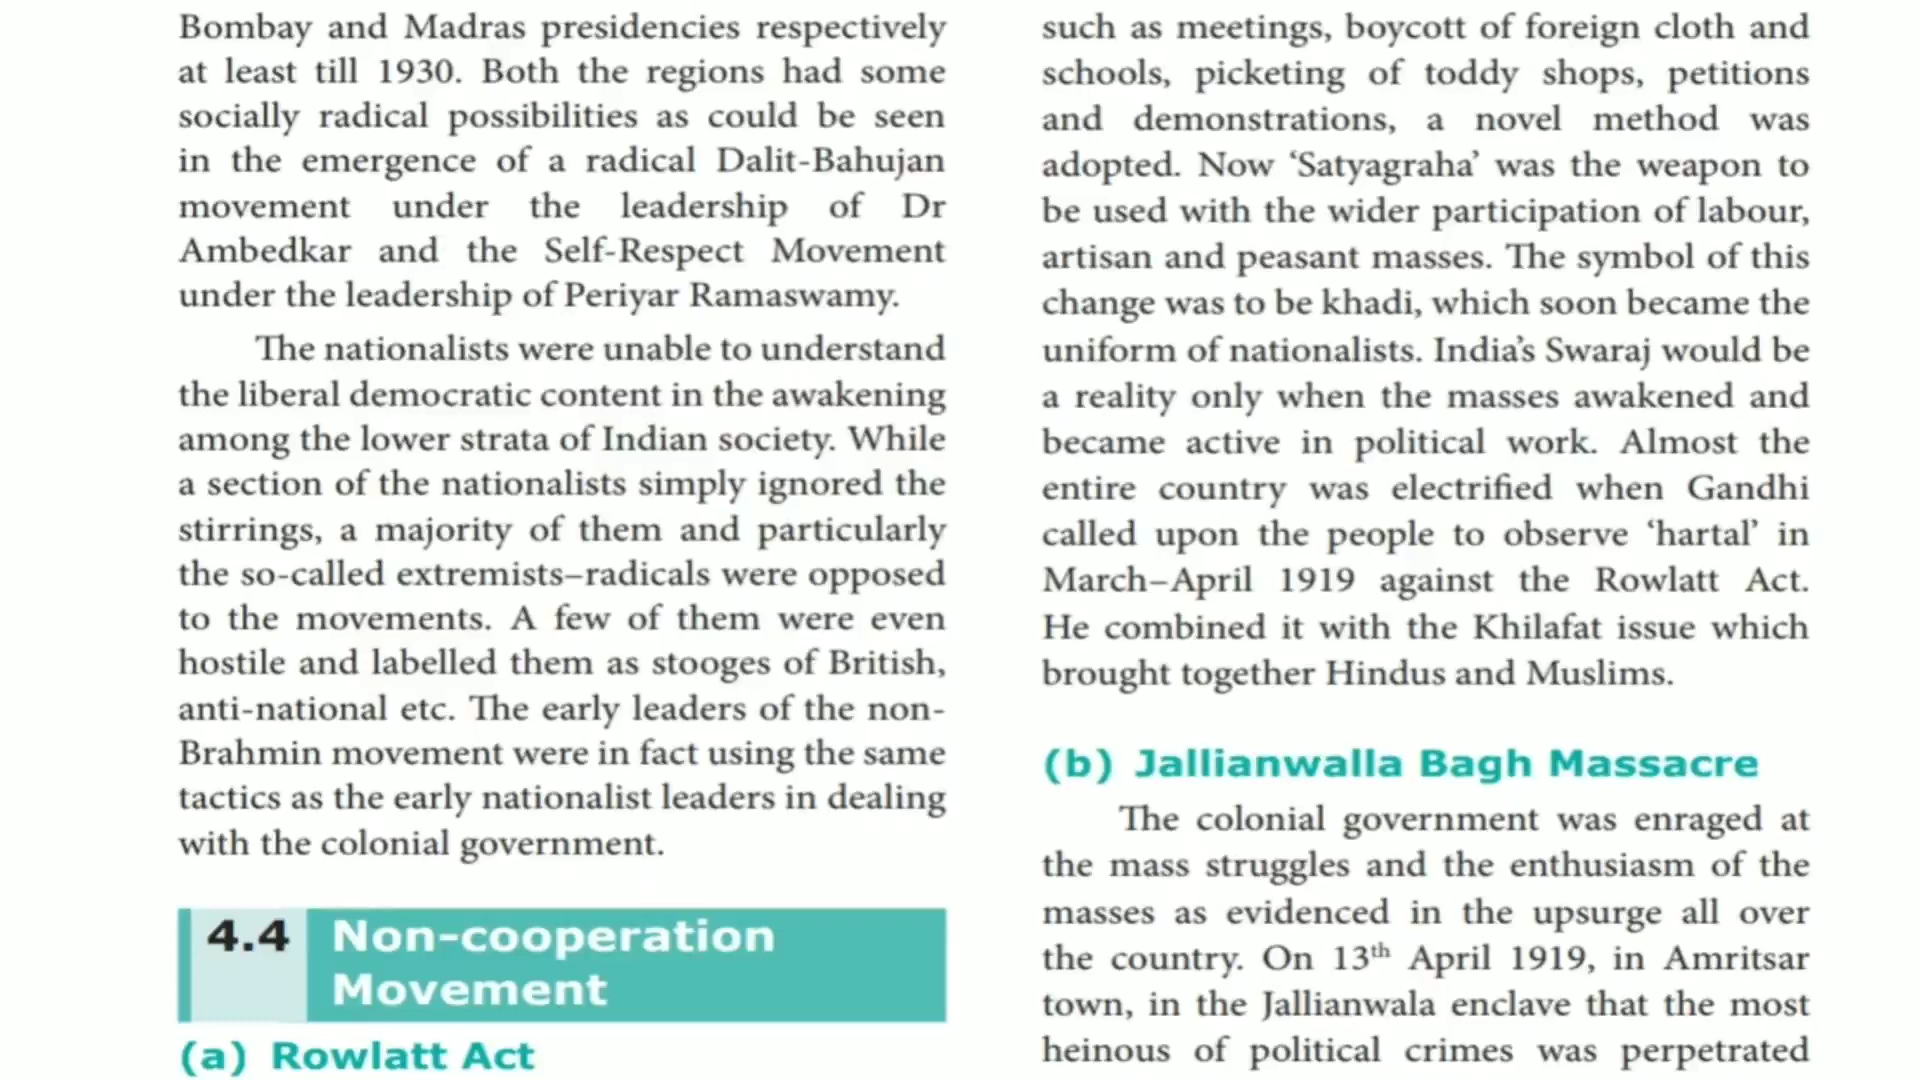 Bombay and Madras presidencies respectively
at least till 1930. Both the regions had some
socially radical possibilities as could be seen
in the emergence of a radical Dalit-Bahujan
movement under the leadership of Dr
Ambedkar and the Self-Respect Movement
under the leadership of Periyar Ramaswamy.
The nationalists were unable to understand
the liberal democratic content in the awakening
among the lower strata of Indian society. While
a section of the nationalists simply ignored the
stirrings, a majority of them and particularly
the so-called extremists–radicals were opposed
to the movements. A few of them were even
hostile and labelled them as stooges of British,
anti-national etc. The early leaders of the non-
Brahmin movement were in fact using the same
tactics as the early nationalist leaders in dealing
with the colonial government.
4.4 Non-cooperation
Movement
(a) Rowlatt Act
such as meetings, boycott of foreign cloth and
schools, picketing of toddy shops, petitions
and demonstrations, a novel method was
adopted. Now ‘Satyagraha’ was the weapon to
be used with the wider participation of labour,
artisan and peasant masses. The symbol of this
change was to be khadi, which soon became the
uniform of nationalists. India’s Swaraj would be
a reality only when the masses awakened and
became active in political work. Almost the
entire country was electrified when Gandhi
called upon the people to observe ‘hartal’ in
March–April 1919 against the Rowlatt Act.
He combined it with the Khilafat issue which
brought together Hindus and Muslims.
(b) Jallianwalla Bagh Massacre
The colonial government was enraged at
the mass struggles and the enthusiasm of the
masses as evidenced in the upsurge all over
the country. On 13th April 1919, in Amritsar
town, in the Jallianwala enclave that the most
heinous of political crimes was perpetrated